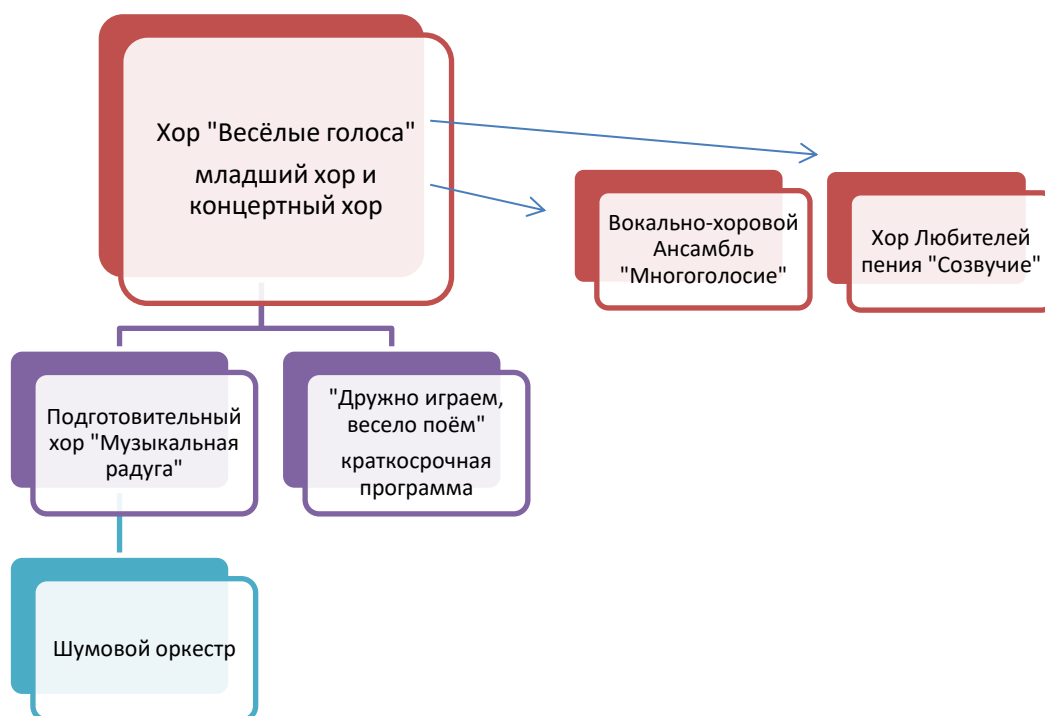 Хор "Весёлые голоса"
младший хор и
концертный хор
Вокально-хоровой
Ансамбль
"Многоголосие"
Хор Любителей
пения "Созвучие"
Подготовительный
хор "Музыкальная
радуга"
"Дружно играем,
весело поём"
краткосрочная
программа
Шумовой оркестр